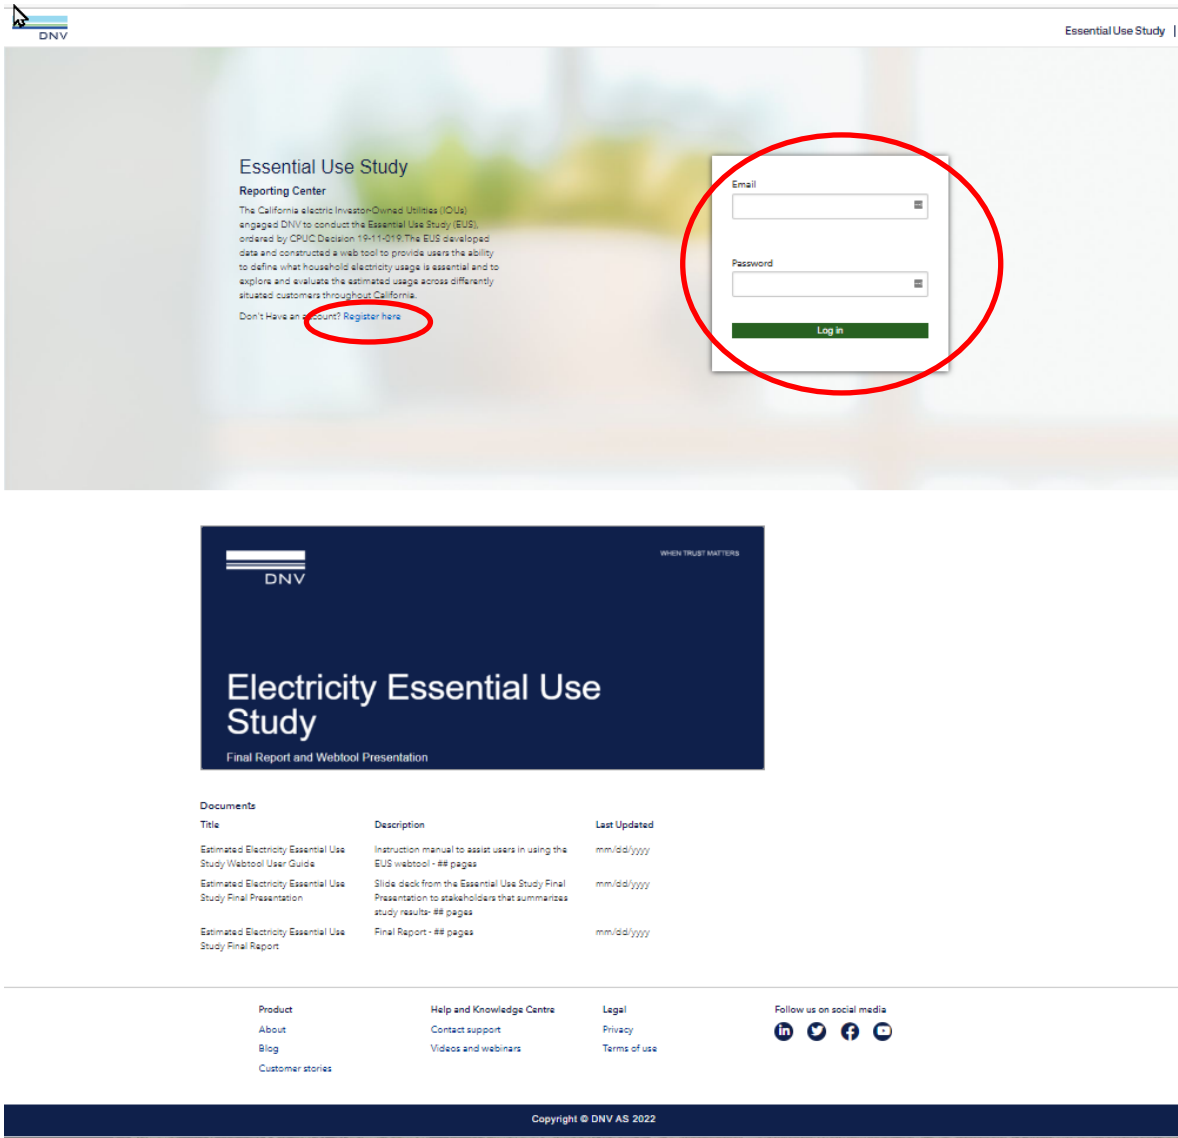 DNV
Essential Use Study |
Essential Use Study
Reporting Center
The California electric Investor-Owned Utilities (IOUs)
engaged DNV to conduct the Essential Use Study (EUS),
ordered by CPUC Decision 19-11-019. The EUS developed
data and constructed a web tool to provide users the ability
to define what household electricity usage is essential and to
explore and evaluate the estimated usage across differently
situated customers throughout California.
Don't Have an account? Register here
Email
Password
Log in
DNV
WHEN TRUST MATTERS
Electricity Essential Use
Study
Final Report and Webtool Presentation
Documents
Title Description Last Updated
Estimated Electricity Essential Use Instruction manual to assist users in using the mm/dd/yyyy
Study Webtool User Guide EUS webtool - ## pages
Estimated Electricity Essential Use Slide deck from the Essential Use Study Final mm/dd/yyyy
Study Final Presentation Presentation to stakeholders that summarizes
study results- ## pages
Estimated Electricity Essential Use Final Report - ## pages mm/dd/yyyy
Study Final Report
Product Help and Knowledge Centre Legal Follow us on social media
About Contact support Privacy
Blog Videos and webinars Terms of use
Customer stories
Copyright © DNV AS 2022